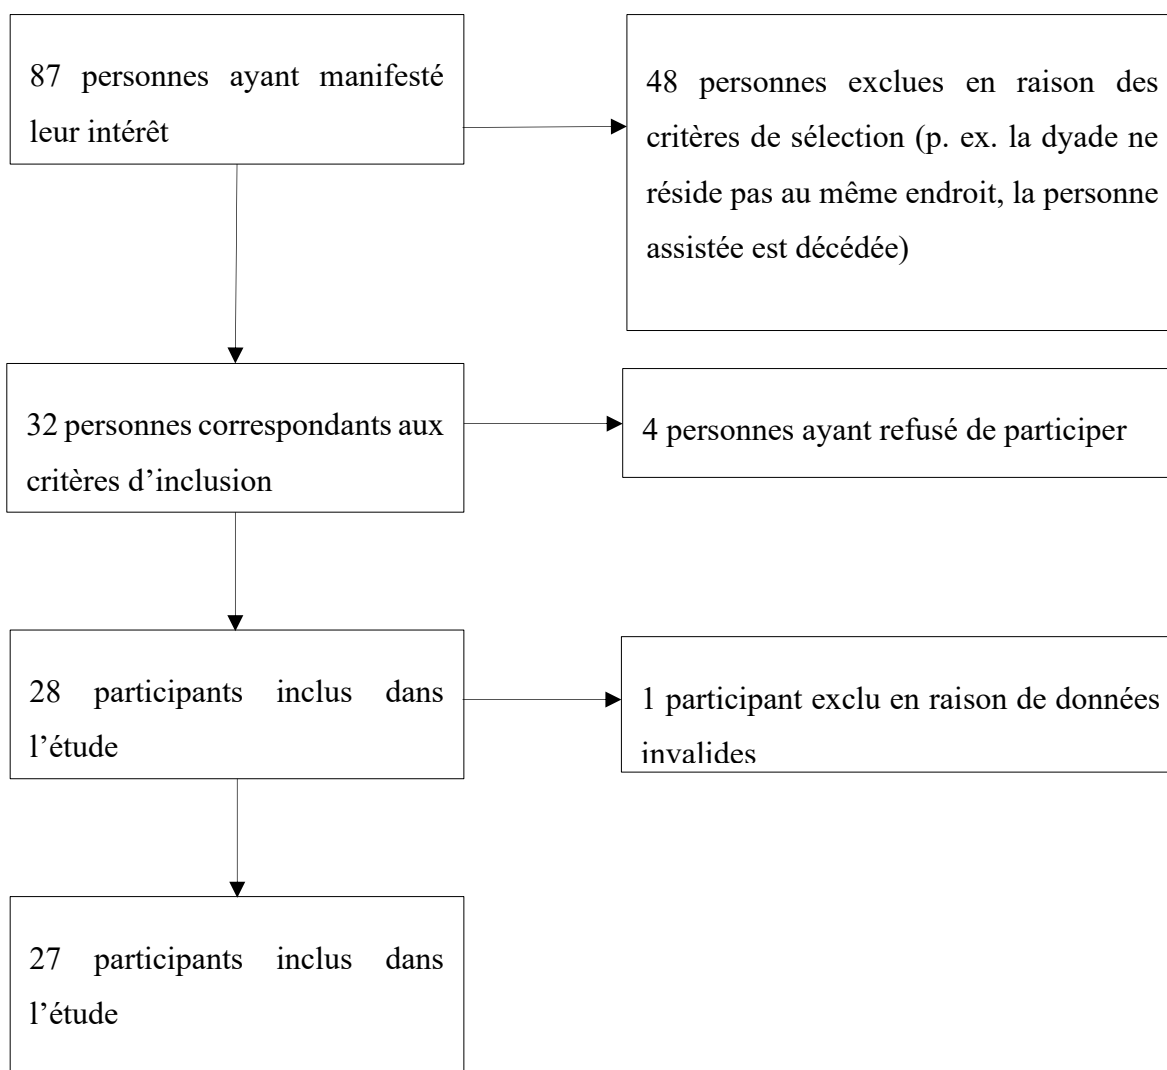 87 personnes ayant manifesté
leur intérêt
48 personnes exclues en raison des
critères de sélection (p. ex. la dyade ne
réside pas au même endroit, la personne
assistée est décédée)
32 personnes correspondants aux
critères d’inclusion
4 personnes ayant refusé de participer
28 participants inclus dans
l’étude
1 participant exclu en raison de données
invalides
27 participants inclus dans
l’étude